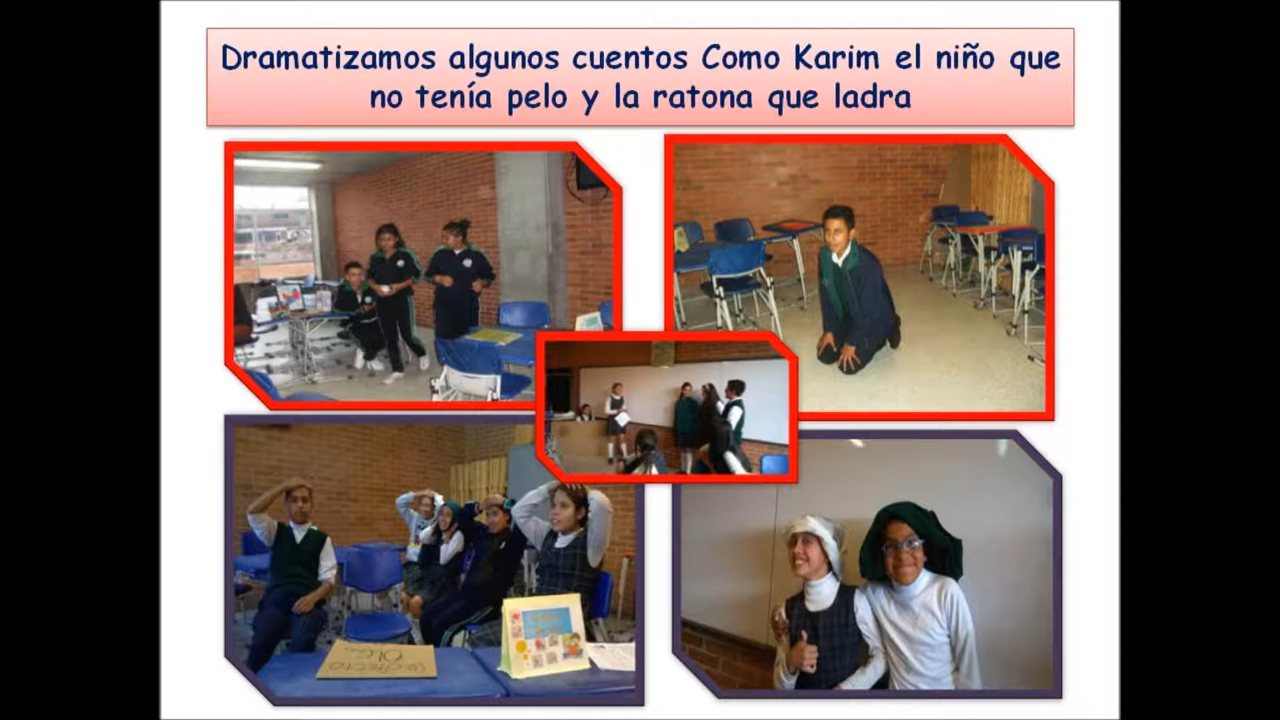 Dramatizamos algunos cuentos Como Karim el niño que
no tenía pelo y la ratona que ladra